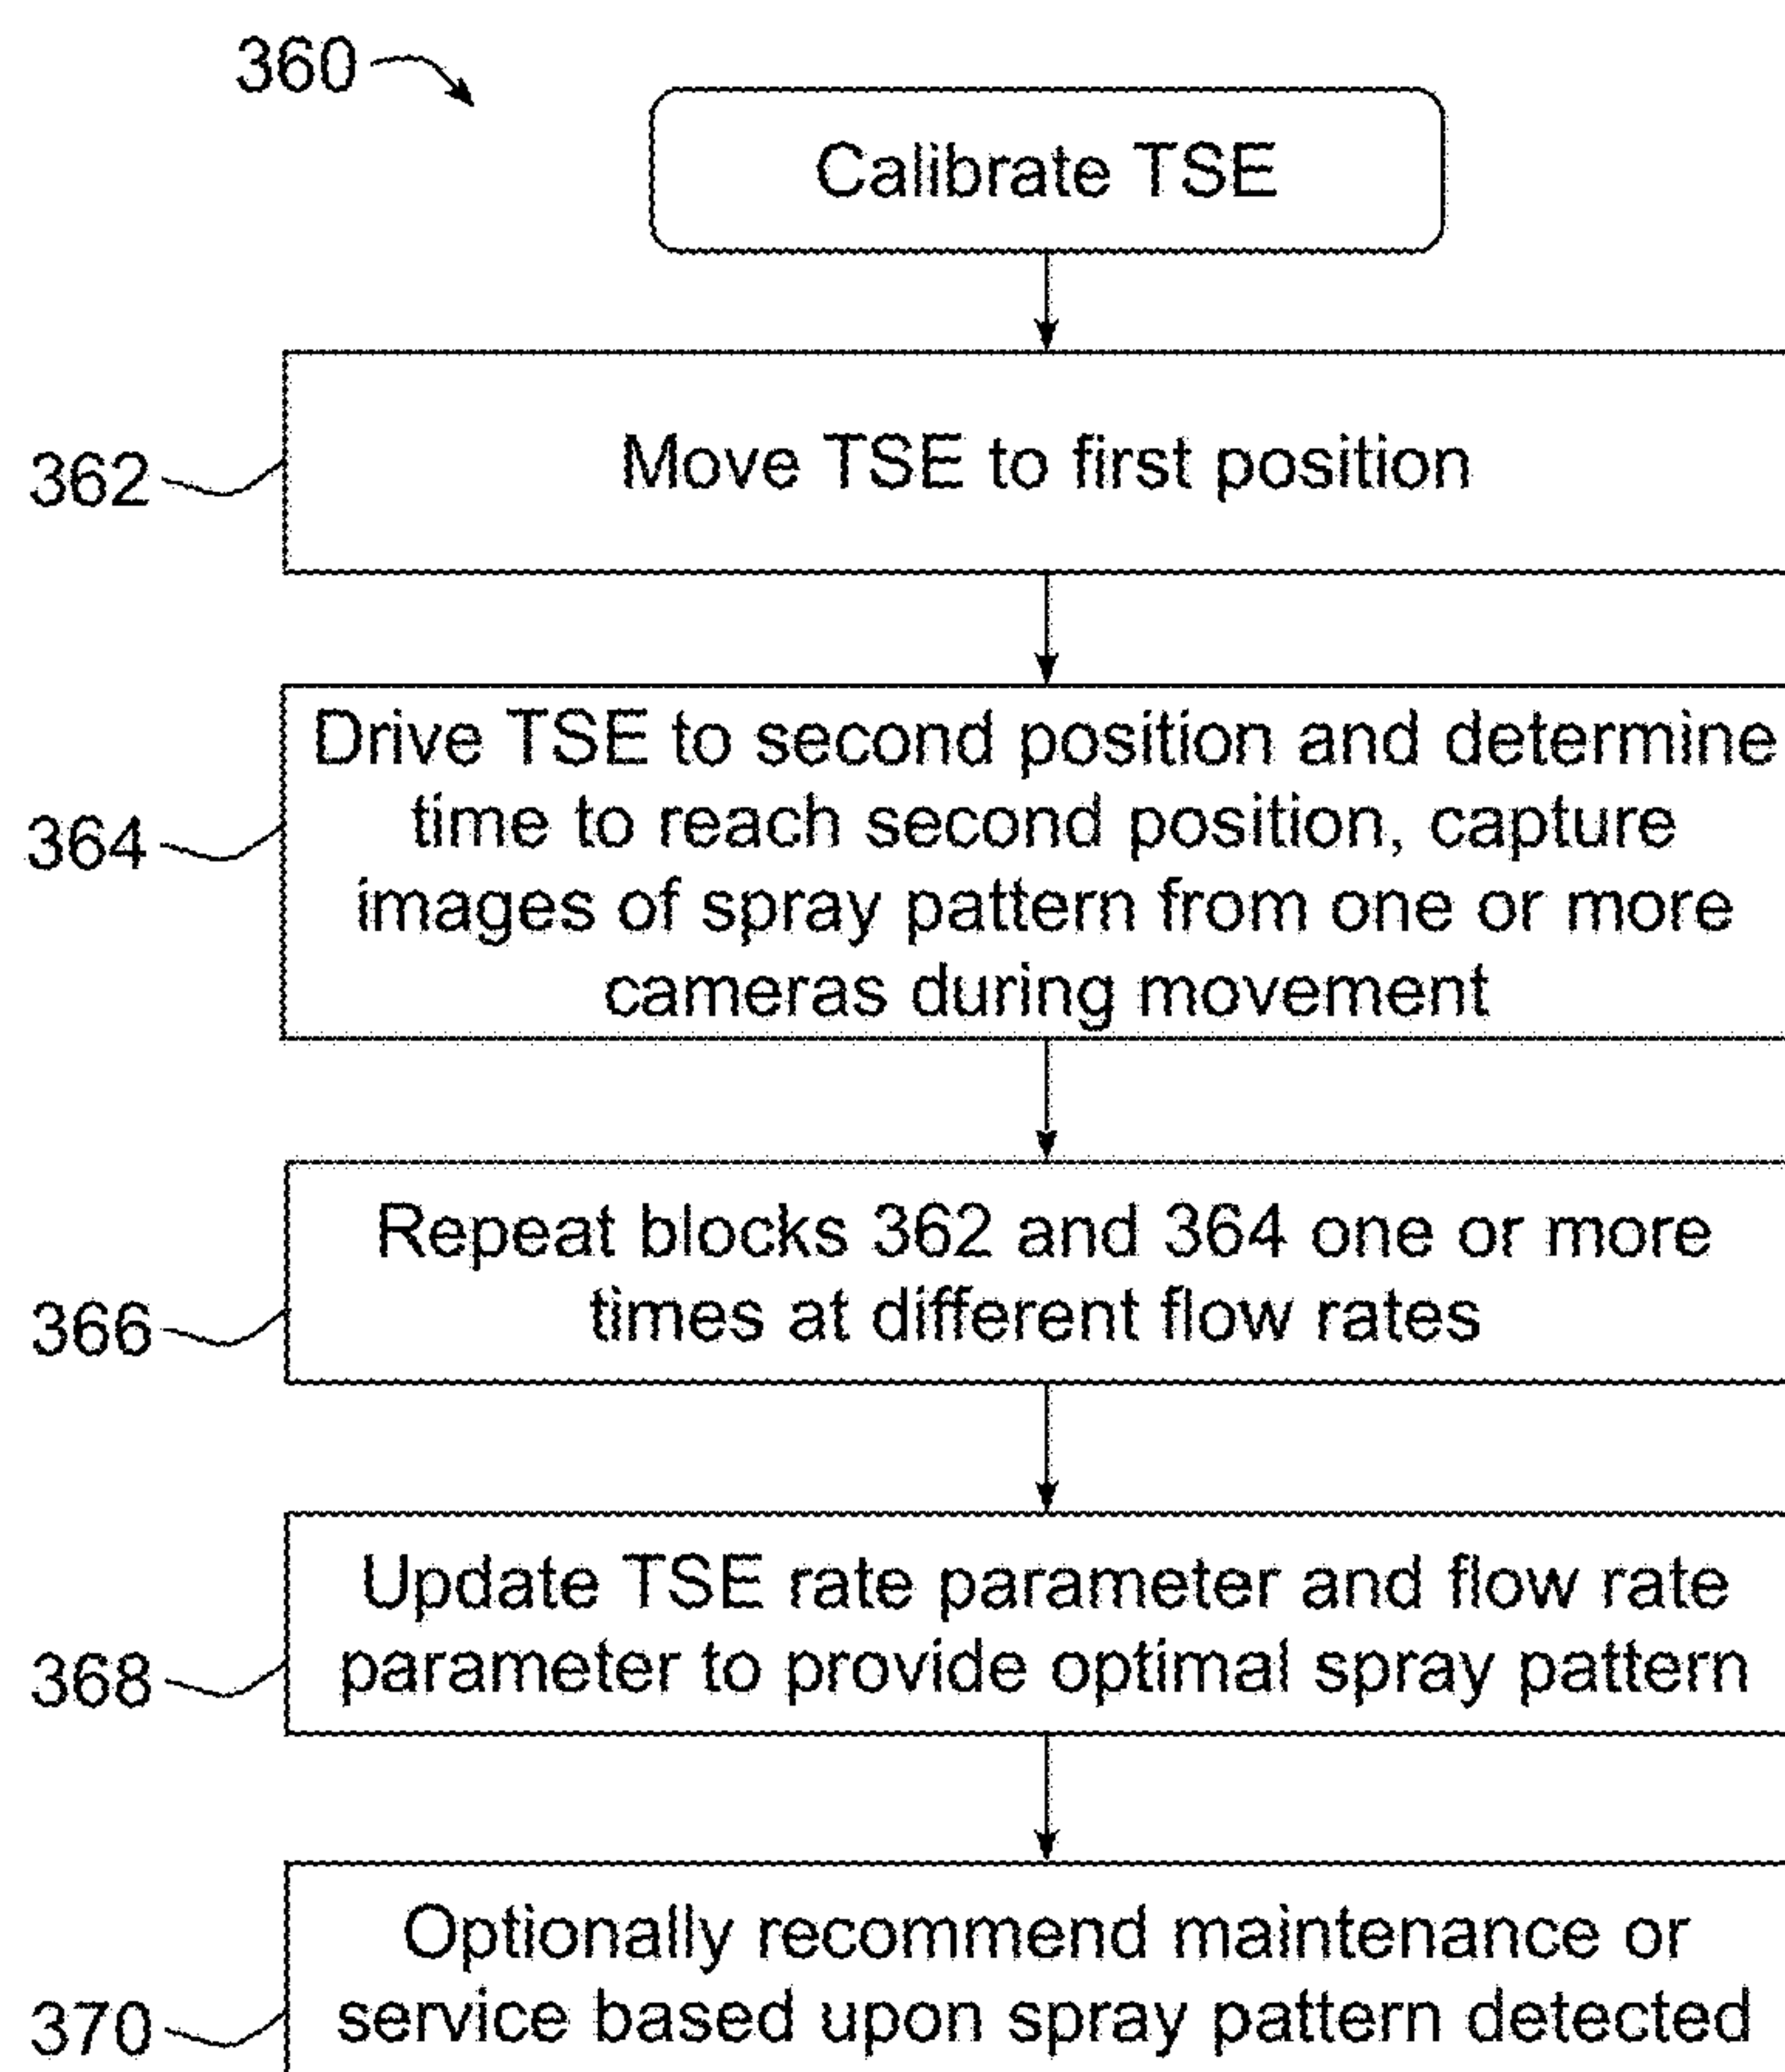 360
Calibrate TSE
362
Move TSE to first position
364
Drive TSE to second position and determine
time to reach second position, capture
images of spray pattern from one or more
cameras during movement
366
Repeat blocks 362 and 364 one or more
times at different flow rates
368
Update TSE rate parameter and flow rate
parameter to provide optimal spray pattern
370
Optionally recommend maintenance or
service based upon spray pattern detected